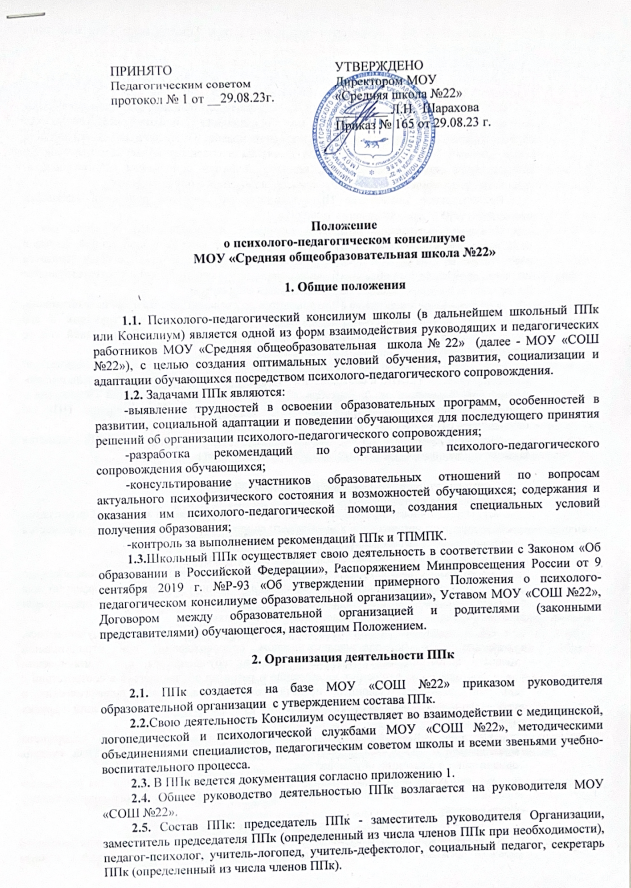 ПРИНЯТО
Педагогическим советом
протокол № 1 от __29.08.23г.
УТВЕРЖДЕНО
Директором МОУ
«Средняя школа №22»
Л.Н. Шарахова
Приказ № 165 от 29.08.23 г.
Положение
о психолого-педагогическом консилиуме
МОУ «Средняя общеобразовательная школа №22»
1. Общие положения
1.1. Психолого-педагогический консилиум школы (в дальнейшем школьный ППк
или Консилиум) является одной из форм взаимодействия руководящих и педагогических
работников МОУ «Средняя общеобразовательная школа № 22» (далее - МОУ «СОШ
№22»), с целью создания оптимальных условий обучения, развития, социализации и
адаптации обучающихся посредством психолого-педагогического сопровождения.
1.2. Задачами ППк являются:
-выявление трудностей в освоении образовательных программ, особенностей в
развитии, социальной адаптации и поведении обучающихся для последующего принятия
решений об организации психолого-педагогического сопровождения;
-разработка рекомендаций по организации психолого-педагогического
сопровождения обучающихся;
-консультирование участников образовательных отношений по вопросам
актуального психофизического состояния и возможностей обучающихся; содержания и
оказания им психолого-педагогической помощи, создания специальных условий
получения образования;
-контроль за выполнением рекомендаций ППк и ТПМПК.
1.3.Школьный ППк осуществляет свою деятельность в соответствии с Законом «Об
образовании в Российской Федерации», Распоряжением Минпросвещения России от 9
сентября 2019 г. №Р-93 «Об утверждении примерного Положения о психолого-
педагогическом консилиуме образовательной организации», Уставом МОУ «СОШ №22»,
Договором между образовательной организацией и родителями (законными
представителями) обучающегося, настоящим Положением.
2. Организация деятельности ППк
2.1. ППк создается на базе МОУ «СОШ №22» приказом руководителя
образовательной организации с утверждением состава ППк.
2.2.Свою деятельность Консилиум осуществляет во взаимодействии с медицинской,
логопедической и психологической службами МОУ «СОШ №22», методическими
объединениями специалистов, педагогическим советом школы и всеми звеньями учебно-
воспитательного процесса.
2.3. В ППк ведется документация согласно приложению 1.
2.4. Общее руководство деятельностью ППк возлагается на руководителя МОУ
«СОШ №22».
2.5. Состав ППк: председатель ППк - заместитель руководителя Организации,
заместитель председателя ППк (определенный из числа членов ППк при необходимости),
педагог-психолог, учитель-логопед, учитель-дефектолог, социальный педагог, секретарь
ППк (определенный из числа членов ППк).